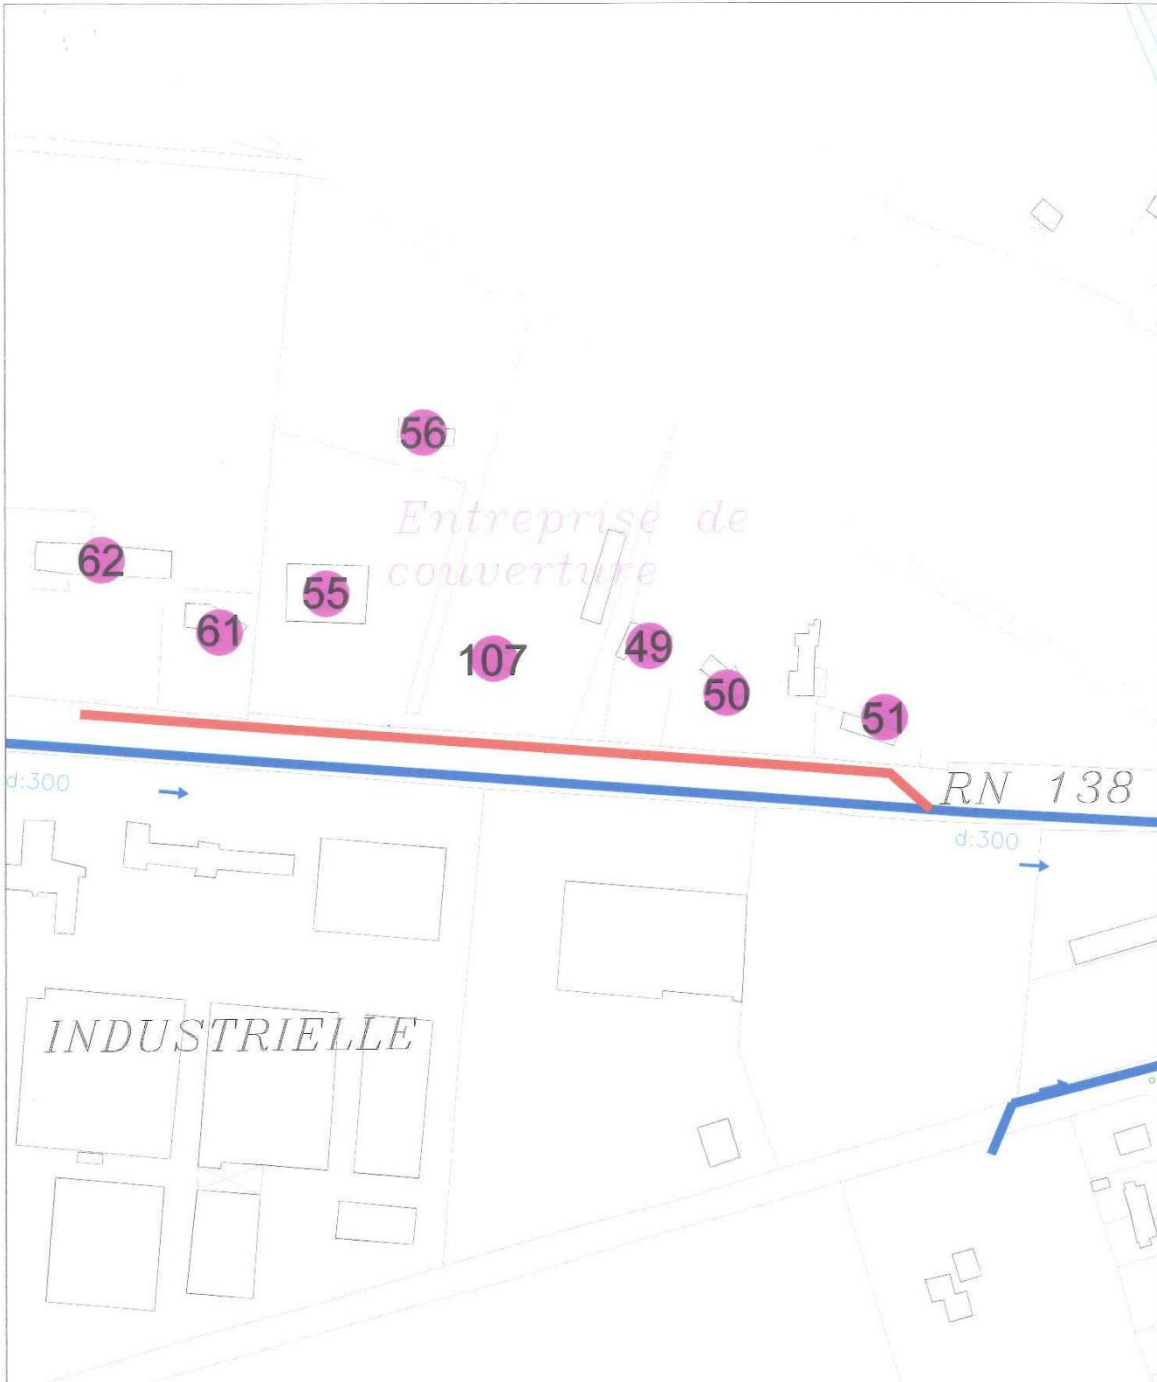 56
Entreprise de
couverture
62
55
61
107
49
50
51
d:300
RN 138
d:300
INDUSTRIELLE